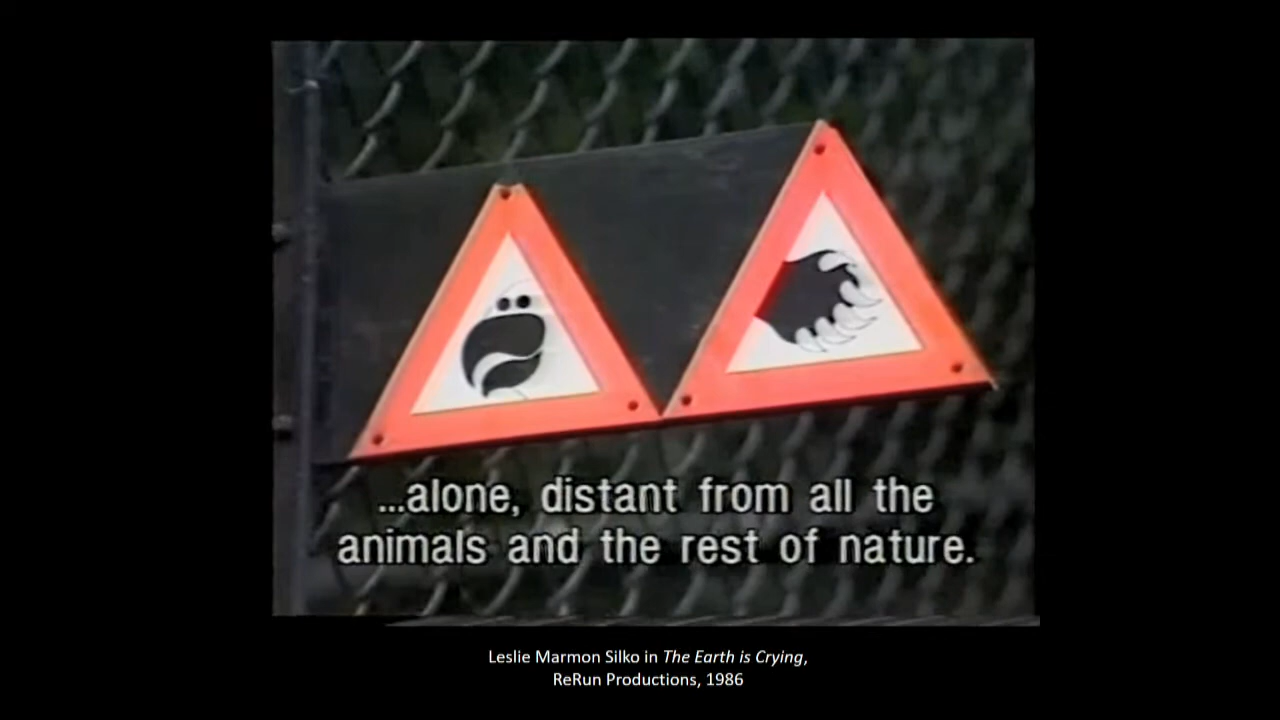 ...alone, distant from all the
animals and the rest of nature.
Leslie Marmon Silko in The Earth is Crying,
ReRun Productions, 1986